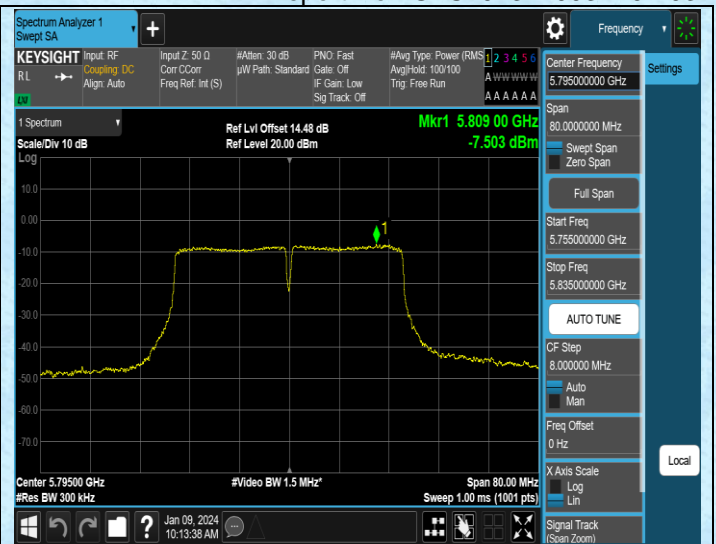 Spectrum Analyzer 1
Swept SA
+
Frequency
KEYSIGHT
Input: RF
Coupling: DC
Align: Auto
Input Z: 50 Ω
Corr CCorr
Freq Ref: Int (S)
#Atten: 30 dB
µW Path: Standard
PNO: Fast
Gate: Off
IF Gain: Low
Sig Track: Off
#Avg Type: Power (RMS
Avg|Hold: 100/100
Trig: Free Run
1 2 3 4 5 6
A W W W W W
A A A A A A
RL
LXI
1 Spectrum
Scale/Div 10 dB
Ref Lvl Offset 14.48 dB
Ref Level 20.00 dBm
Mkr1 5.809 00 GHz
-7.503 dBm
Log
10.0
0.00
-10.0
-20.0
-30.0
-40.0
-50.0
-60.0
-70.0
1
Center 5.79500 GHz
#Res BW 300 kHz
#Video BW 1.5 MHz*
Span 80.00 MHz
Sweep 1.00 ms (1001 pts)
?
Jan 09, 2024
10:13:38 AM
Center Frequency
5.795000000 GHz
Settings
Span
80.0000000 MHz
Swept Span
Zero Span
Full Span
Start Freq
5.755000000 GHz
Stop Freq
5.835000000 GHz
AUTO TUNE
CF Step
8.000000 MHz
Auto
Man
Freq Offset
0 Hz
Local
X Axis Scale
Log
Lin
Signal Track
(Span Zoom)